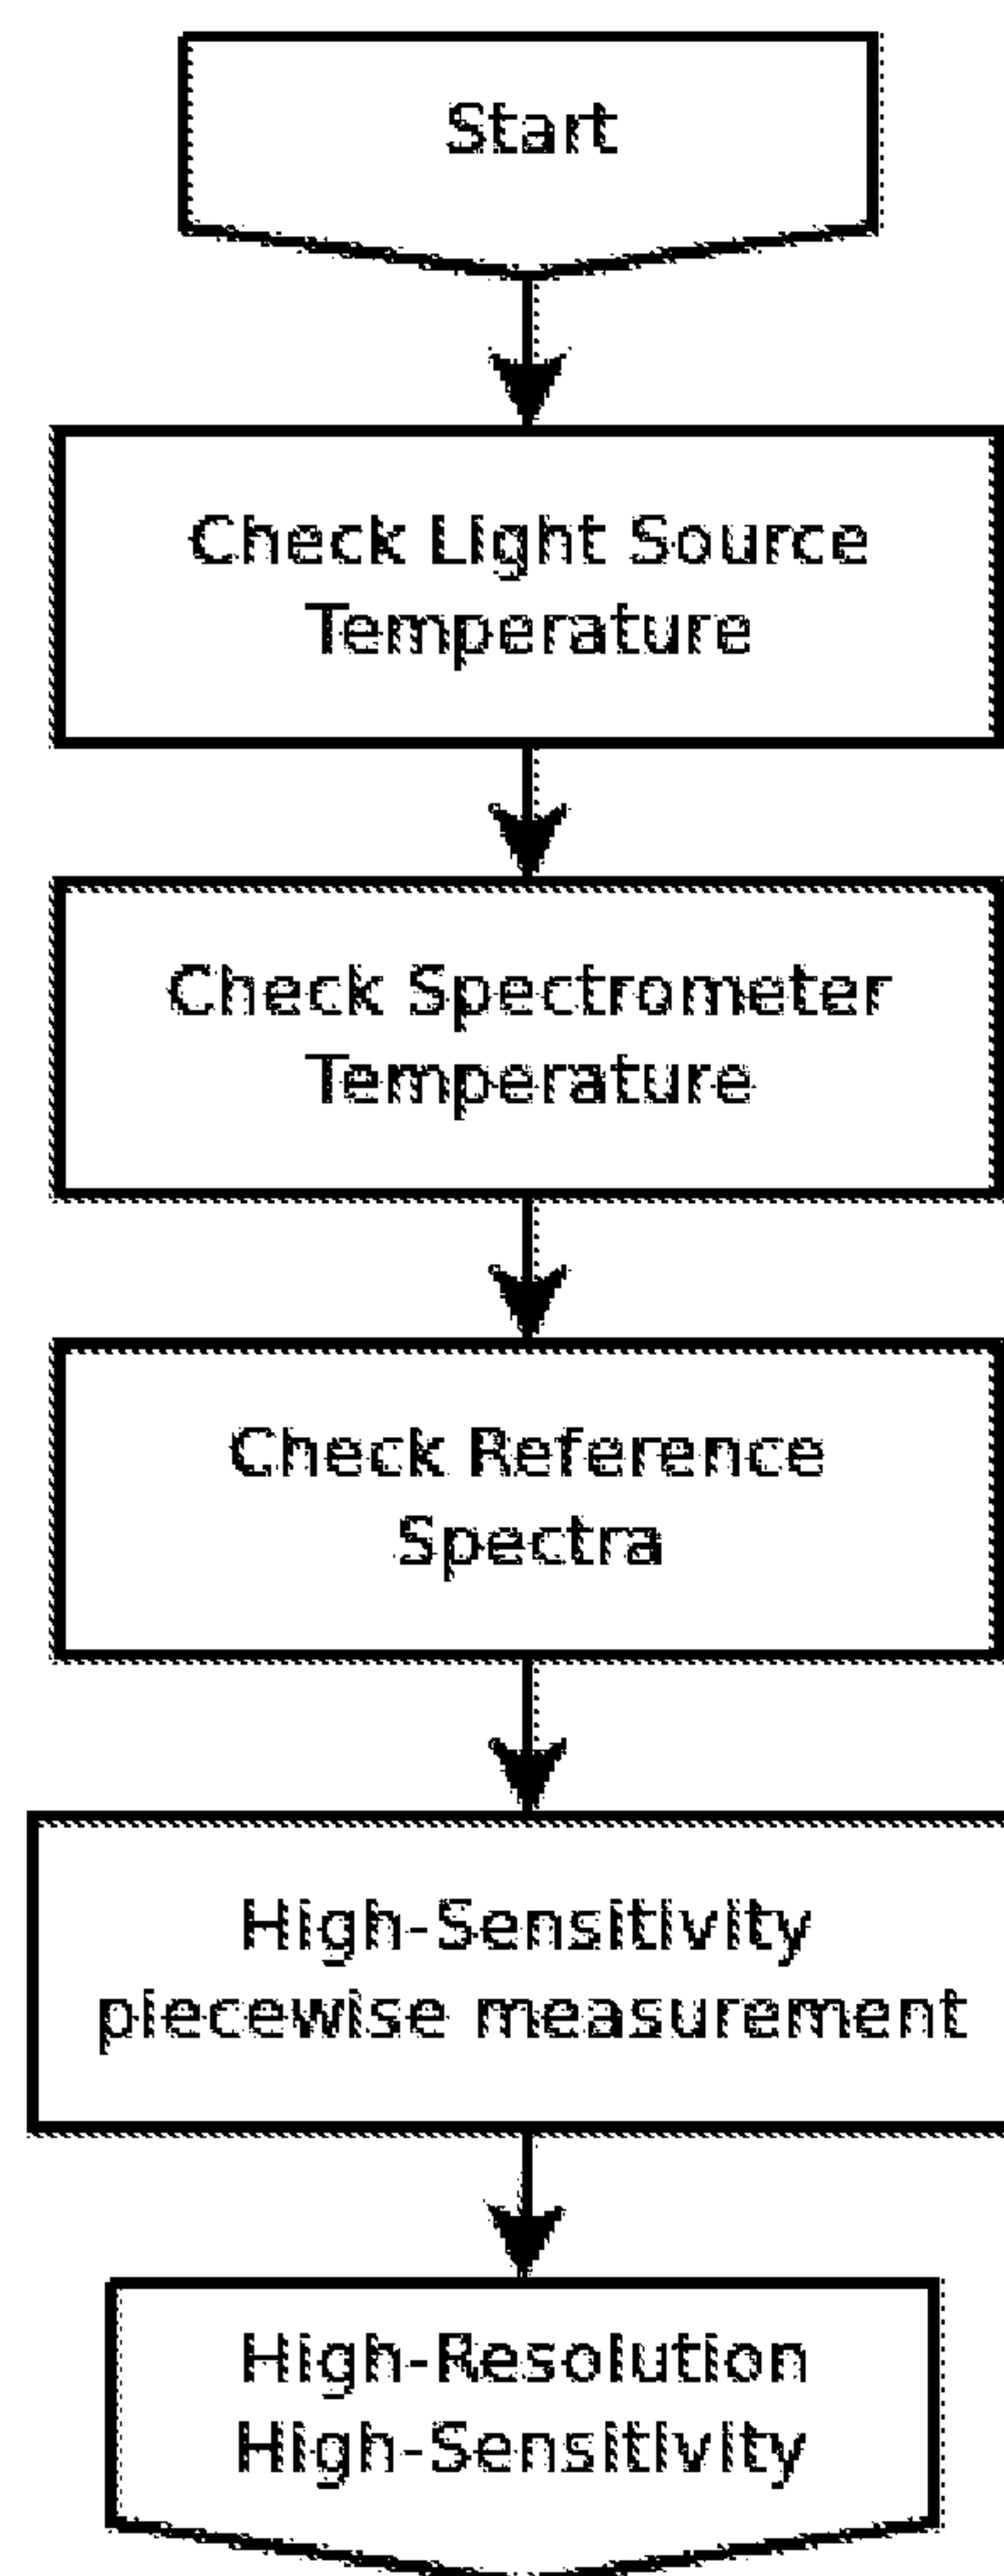 Start
Check Light Source
Temperature
Check Spectrometer
Temperature
Check Reference
Spectra
High-Sensitivity
piecewise measurement
High-Resolution
High-Sensitivity